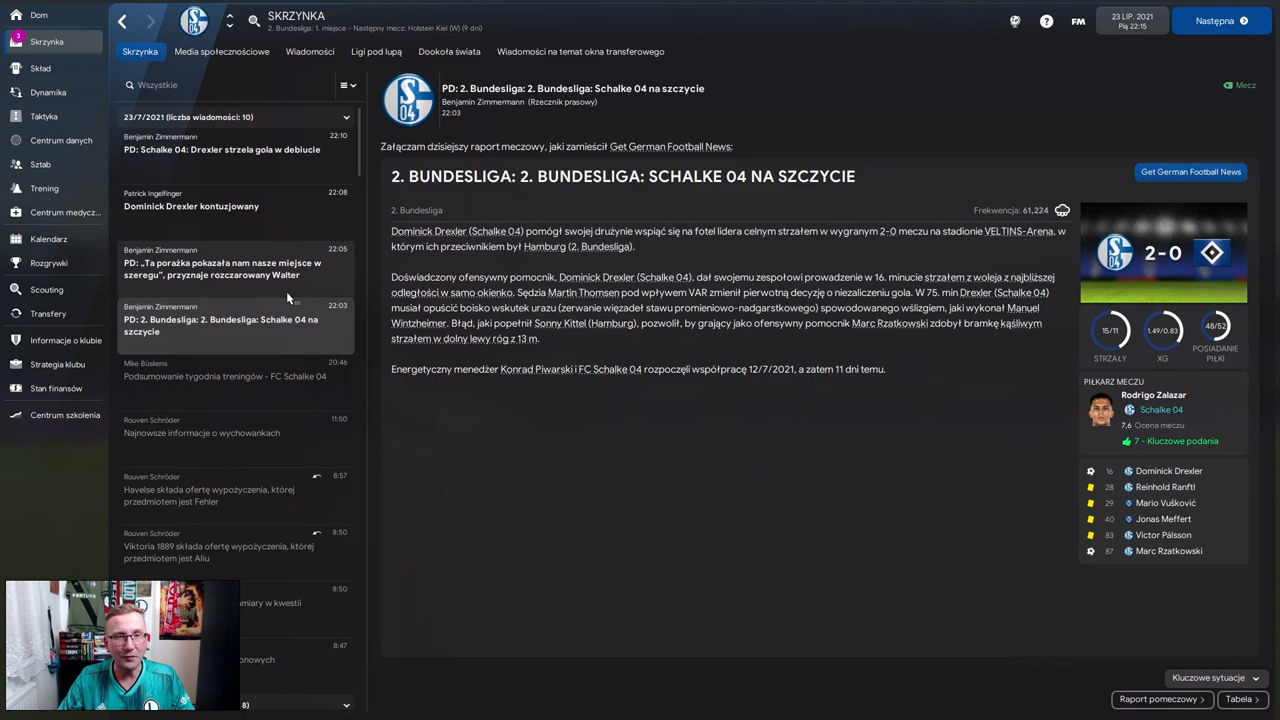 Dom
3
Skrzynka
Skład
Dynamika
Taktyka
Centrum danych
Sztab
Trening
Centrum medycz...
Kalendarz
Rozgrywki
Scouting
Transfery
Informacje o klubie
Strategia klubu
Stan finansów
Centrum szkolenia
SKRZYNKA
2. Bundesliga: 1. miejsce - Następny mecz: Holstein Kiel (W) (9 dni)
FM
23 LIP. 2021
Pią 22:15
Następna
Skrzynka Media społecznościowe Wiadomości Ligi pod lupą Dookoła świata Wiadomości na temat okna transferowego
Wszystkie
23/7/2021 (liczba wiadomości: 10)
Benjamin Zimmermann 22:10
PD: Schalke 04: Drexler strzela gola w debiucie
Patrick Ingelfinger 22:08
Dominick Drexler kontuzjowany
Benjamin Zimmermann 22:05
PD: „Ta porażka pokazała nam nasze miejsce w
szeregu”, przyznaje rozczarowany Walter
Benjamin Zimmermann 22:03
PD: 2. Bundesliga: 2. Bundesliga: Schalke 04 na
szczycie
Mike Büskens 20:46
Podsumowanie tygodnia treningów - FC Schalke 04
Rouven Schröder 11:50
Najnowsze informacje o wychowankach
Rouven Schröder 8:57
Havelse składa ofertę wypożyczenia, której
przedmiotem jest Fehler
Rouven Schröder 8:50
Viktoria 1889 składa ofertę wypożyczenia, której
przedmiotem jest Aliu
8:50
miary w kwestii
8:47
onowych
8)
PD: 2. Bundesliga: 2. Bundesliga: Schalke 04 na szczycie
Benjamin Zimmermann (Rzecznik prasowy)
22:03
Mecz
Załączam dzisiejszy raport meczowy, jaki zamieścił Get German Football News:
2. BUNDESLIGA: 2. BUNDESLIGA: SCHALKE 04 NA SZCZYCIE
Get German Football News
2. Bundesliga
Frekwencja: 61,224
Dominick Drexler (Schalke 04) pomógł swojej drużynie wspiąć się na fotel lidera celnym strzałem w wygranym 2-0 meczu na stadionie VELTINS-Arena, w
którym ich przeciwnikiem był Hamburg (2. Bundesliga).
Doświadczony ofensywny pomocnik, Dominick Drexler (Schalke 04), dał swojemu zespołowi prowadzenie w 16. minucie strzałem z woleja z najbliższej
odległości w samo okienko. Sędzia Martin Thomsen pod wpływem VAR zmienił pierwotną decyzję o niezaliczeniu gola. W 75. min Drexler (Schalke 04)
musiał opuścić boisko wskutek urazu (zerwanie więzadeł stawu promieniowo-nadgarstkowego) spowodowanego wślizgiem, jaki wykonał Manuel
Wintzheimer. Błąd, jaki popełnił Sonny Kittel (Hamburg), pozwolił, by grający jako ofensywny pomocnik Marc Rzatkowski zdobył bramkę kąśliwym
strzałem w dolny lewy róg z 13 m.
Energetyczny menedżer Konrad Piwarski i FC Schalke 04 rozpoczęli współpracę 12/7/2021, a zatem 11 dni temu.
2-0
15/11 1.49/0.83 48/52
STRZAŁY XG POSIADANIE
PIŁKI
PIŁKARZ MECZU
Rodrigo Zalazar
Schalke 04
7,6 Ocena meczu
7 - Kluczowe podania
16 Dominick Drexler
28 Reinhold Ranftl
29 Mario Vušković
40 Jonas Meffert
83 Victor Pálsson
87 Marc Rzatkowski
Kluczowe sytuacje
Raport pomeczowy
Tabela